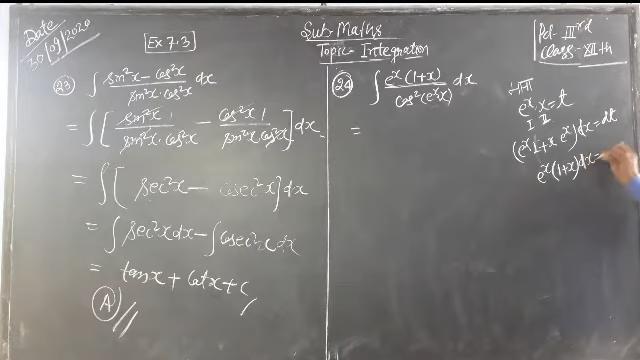 Date
30/09/2020
Ex 7.3
Sub- Maths
Topic- Integration
Pd- III rd
Class- XII th
(23) ∫ (sin²x - cos²x)/(sin²x · cos²x) dx
= ∫[ sin²x 1/(sin²x · cos²x) - cos²x 1/(sin²x cos²x) ] dx
= ∫[ sec²x - cosec²x ] dx
= ∫ sec²x dx - ∫ cosec²x dx
= tan x + cot x + c
(A) //
(24) ∫ eˣ(1+x)/cos²(eˣx) dx
=
माना
eˣ. x = t
I II
(eˣ 1 + x eˣ) dx = dt
eˣ(1+x) dx =